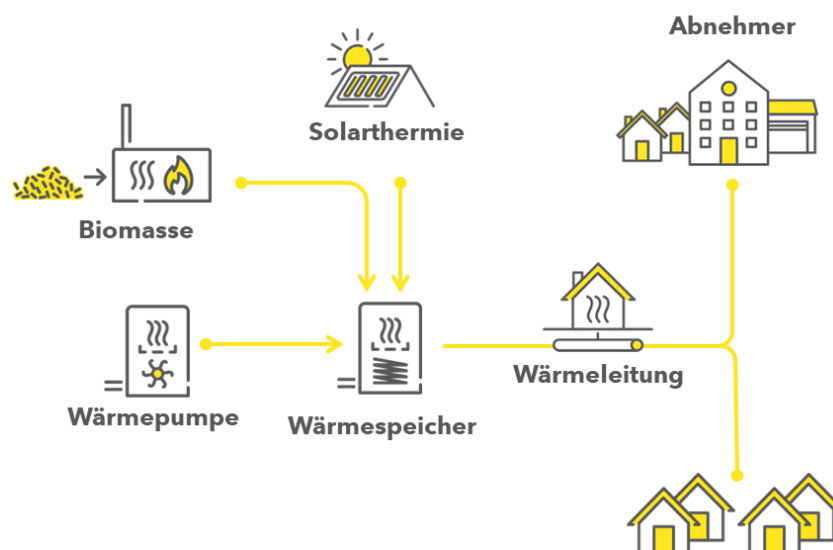 Abnehmer
Solarthermie
Biomasse
Wärmeleitung
Wärmepumpe
Wärmespeicher